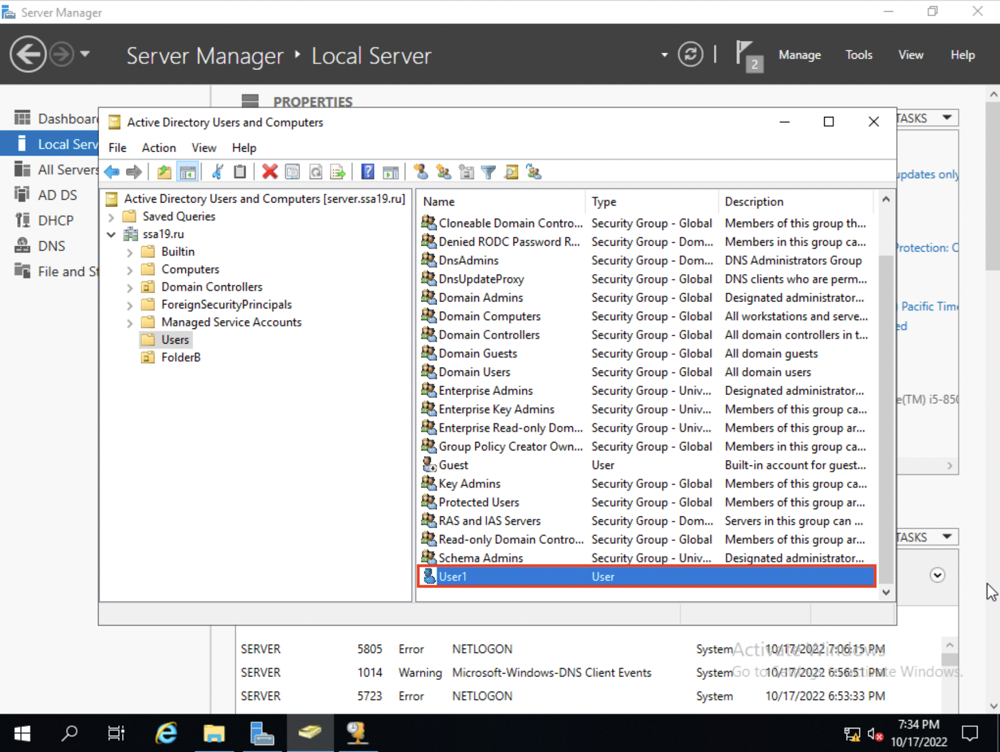 Server Manager
Server Manager ‣ Local Server
2
Manage
Tools
View
Help
PROPERTIES
Dashboar
Local Serv
All Servers
AD DS
DHCP
DNS
File and St
TASKS
Active Directory Users and Computers
File
Action
View
Help
Active Directory Users and Computers [server.ssa19.ru]
Saved Queries
ssa19.ru
Builtin
Computers
Domain Controllers
ForeignSecurityPrincipals
Managed Service Accounts
Users
FolderB
Name Type Description
Cloneable Domain Contro... Security Group - Global Members of this group th...
Denied RODC Password R... Security Group - Dom... Members in this group ca...
DnsAdmins Security Group - Dom... DNS Administrators Group
DnsUpdateProxy Security Group - Global DNS clients who are perm...
Domain Admins Security Group - Global Designated administrator...
Domain Computers Security Group - Global All workstations and serve...
Domain Controllers Security Group - Global All domain controllers in t...
Domain Guests Security Group - Global All domain guests
Domain Users Security Group - Global All domain users
Enterprise Admins Security Group - Univ... Designated administrator...
Enterprise Key Admins Security Group - Univ... Members of this group ca...
Enterprise Read-only Dom... Security Group - Univ... Members of this group ar...
Group Policy Creator Own... Security Group - Global Members in this group ca...
Guest User Built-in account for guest...
Key Admins Security Group - Global Members of this group ca...
Protected Users Security Group - Global Members of this group ar...
RAS and IAS Servers Security Group - Dom... Servers in this group can ...
Read-only Domain Contro... Security Group - Global Members of this group ar...
Schema Admins Security Group - Univ... Designated administrator...
User1 User
updates only
Protection: C
Pacific Time
ed
e(TM) i5-850
TASKS
SERVER 5805 Error NETLOGON System 10/17/2022 7:06:15 PM
SERVER 1014 Warning Microsoft-Windows-DNS Client Events System 10/17/2022 6:56:51 PM
SERVER 5723 Error NETLOGON System 10/17/2022 6:53:33 PM
Activate Windows
Go to Settings to activate Windows.
7:34 PM
10/17/2022